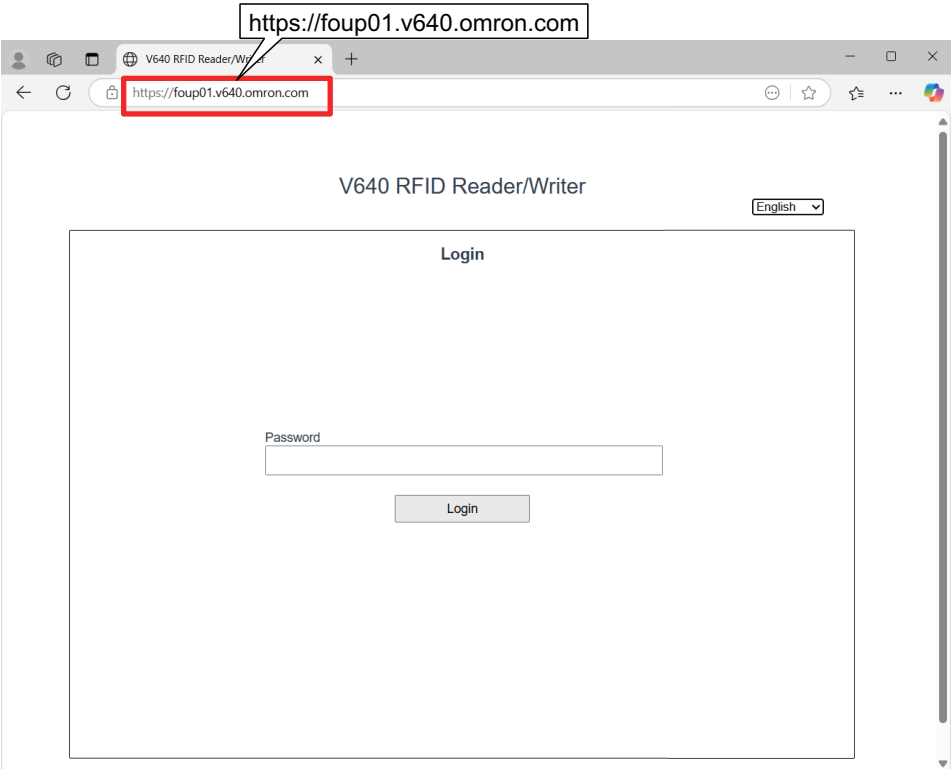 https://foup01.v640.omron.com
V640 RFID Reader/Wr
https://foup01.v640.omron.com
V640 RFID Reader/Writer
English
Login
Password
Login